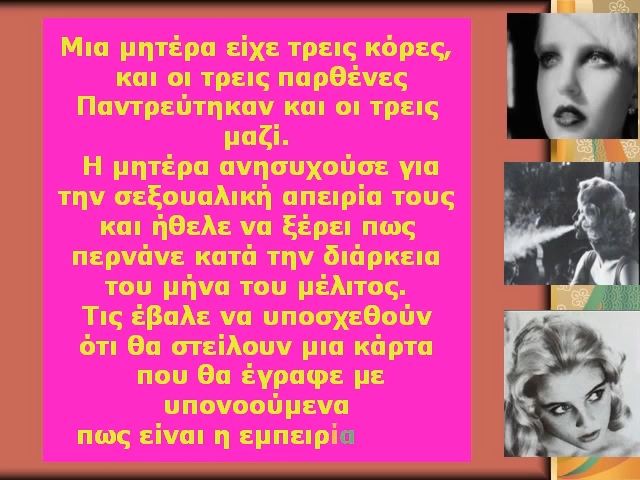 Μια μητέρα είχε τρεις κόρες,
και οι τρεις παρθένες
Παντρεύτηκαν και οι τρεις
μαζί.
Η μητέρα ανησυχούσε για
την σεξουαλική απειρία τους
και ήθελε να ξέρει πως
περνάνε κατά την διάρκεια
του μήνα του μέλιτος.
Τις έβαλε να υποσχεθούν
ότι θα στείλουν μια κάρτα
που θα έγραφε με
υπονοούμενα
πως είναι η εμπειρία